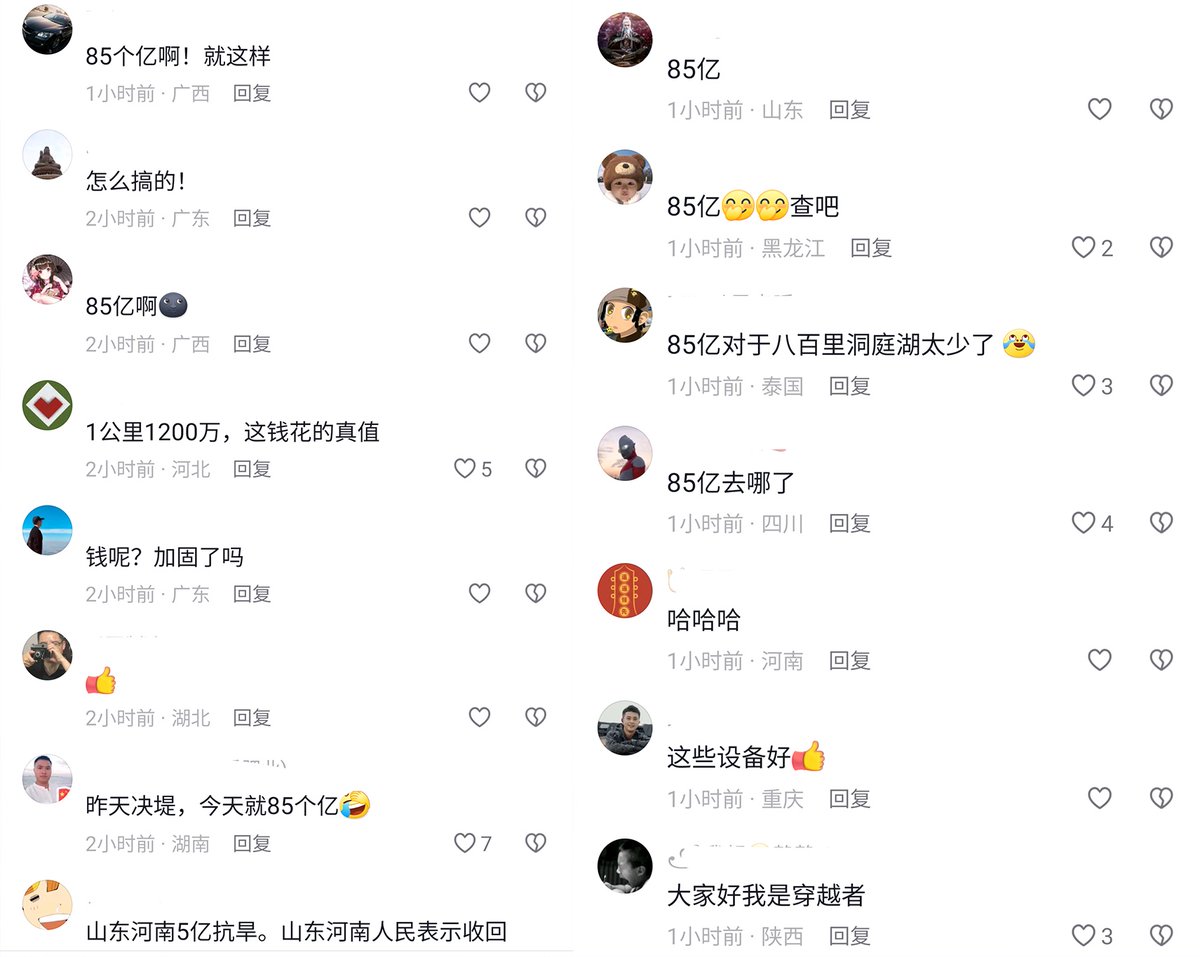 85个亿啊！就这样
1小时前 · 广西 回复
怎么搞的！
2小时前 · 广东 回复
85亿啊🌚
2小时前 · 广西 回复
1公里1200万，这钱花的真值
2小时前 · 河北 回复 5
钱呢？加固了吗
2小时前 · 广东 回复
👍
2小时前 · 湖北 回复
昨天决堤，今天就85个亿🤣
2小时前 · 湖南 回复 7
山东河南5亿抗旱。山东河南人民表示收回
85亿
1小时前 · 山东 回复
85亿🤭🤭查吧
1小时前 · 黑龙江 回复 2
85亿对于八百里洞庭湖太少了😂
1小时前 · 泰国 回复 3
85亿去哪了
1小时前 · 四川 回复 4
哈哈哈
1小时前 · 河南 回复
这些设备好👍
1小时前 · 重庆 回复
大家好我是穿越者
1小时前 · 陕西 回复 3